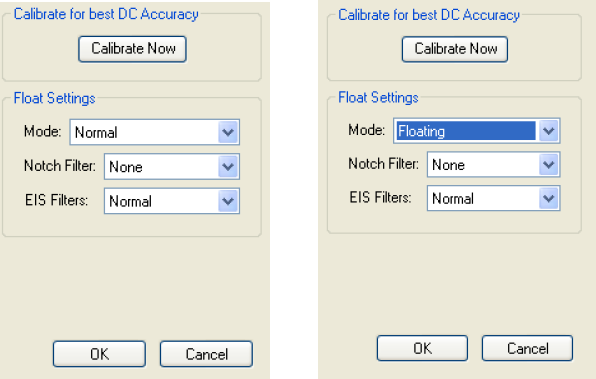 Calibrate for best DC Accuracy
Calibrate Now
Float Settings
Mode: Normal
Notch Filter: None
EIS Filters: Normal
OK Cancel
Calibrate for best DC Accuracy
Calibrate Now
Float Settings
Mode: Floating
Notch Filter: None
EIS Filters: Normal
OK Cancel